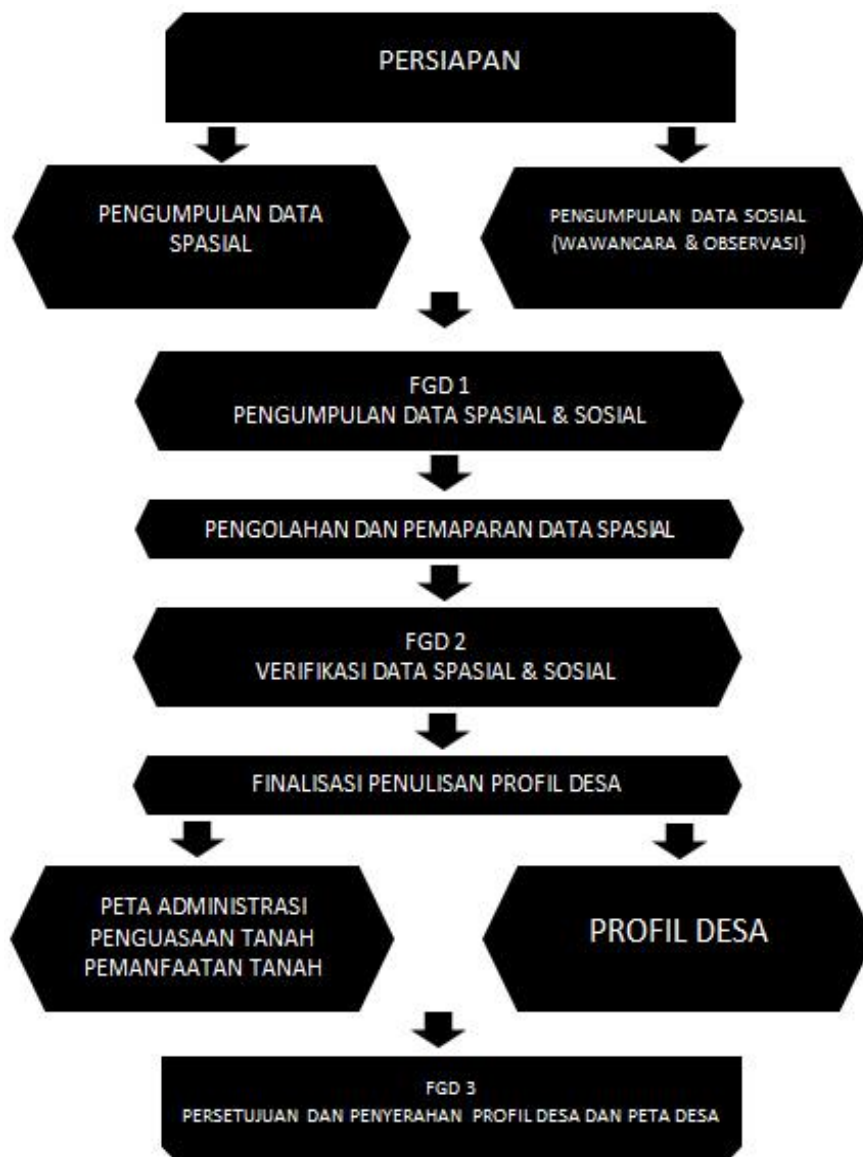 PERSIAPAN
PENGUMPULAN DATA
SPASIAL
PENGUMPULAN DATA SOSIAL
(WAWANCARA & OBSERVASI)
FGD 1
PENGUMPULAN DATA SPASIAL & SOSIAL
PENGOLAHAN DAN PEMAPARAN DATA SPASIAL
FGD 2
VERIFIKASI DATA SPASIAL & SOSIAL
FINALISASI PENULISAN PROFIL DESA
PETA ADMINISTRASI
PENGUASAAN TANAH
PEMANFAATAN TANAH
PROFIL DESA
FGD 3
PERSETUJUAN DAN PENYERAHAN PROFIL DESA DAN PETA DESA